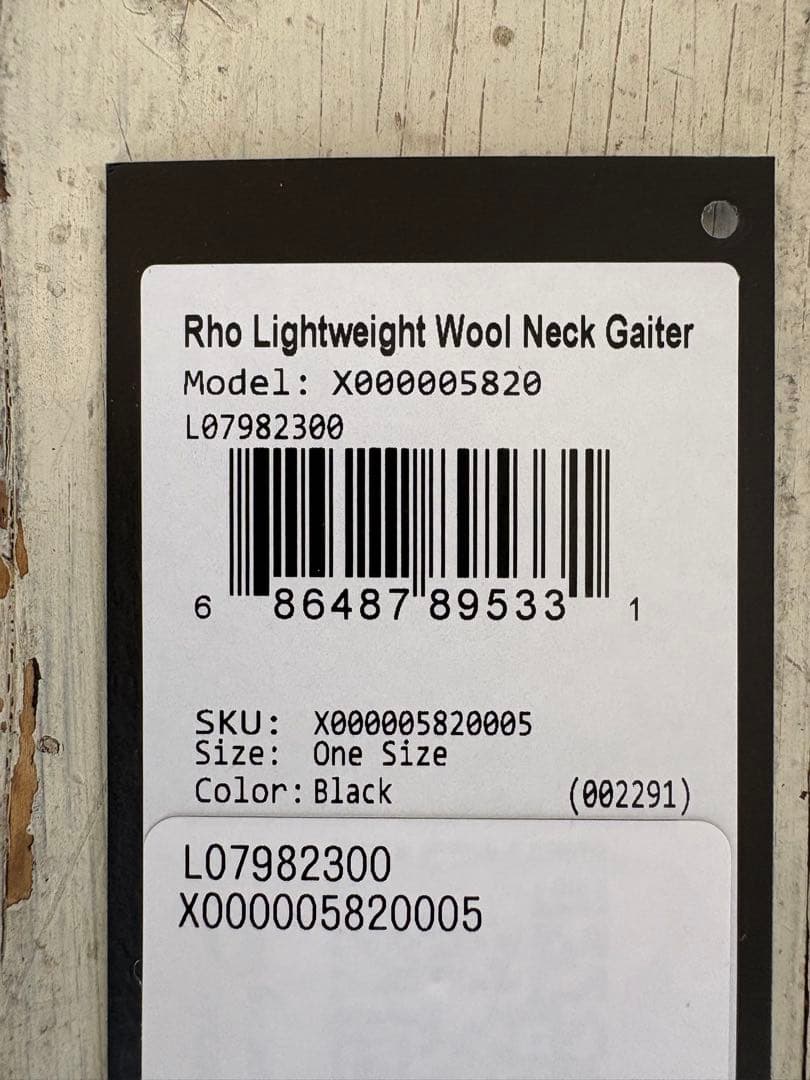 Rho Lightweight Wool Neck Gaiter
Model: X000005820
L07982300
6 86487 89533 1
SKU: X000005820005
Size: One Size
Color: Black (002291)
L07982300
X000005820005